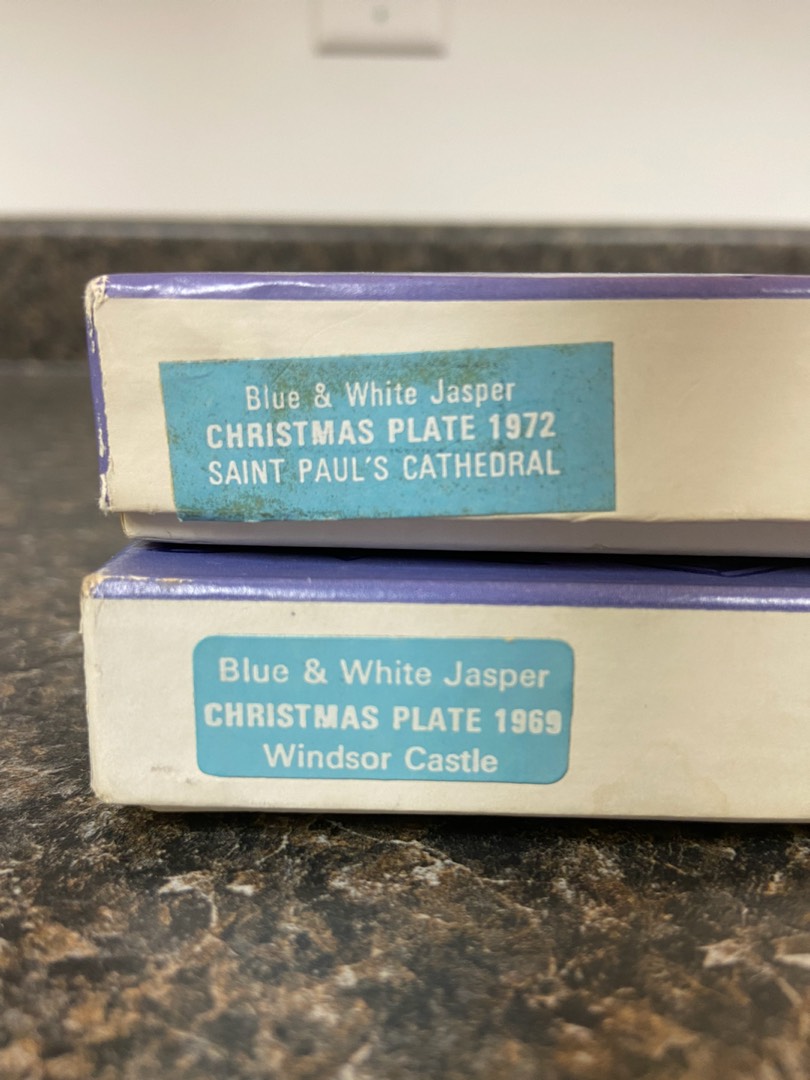 Blue & White Jasper
CHRISTMAS PLATE 1972
SAINT PAUL'S CATHEDRAL
Blue & White Jasper
CHRISTMAS PLATE 1969
Windsor Castle